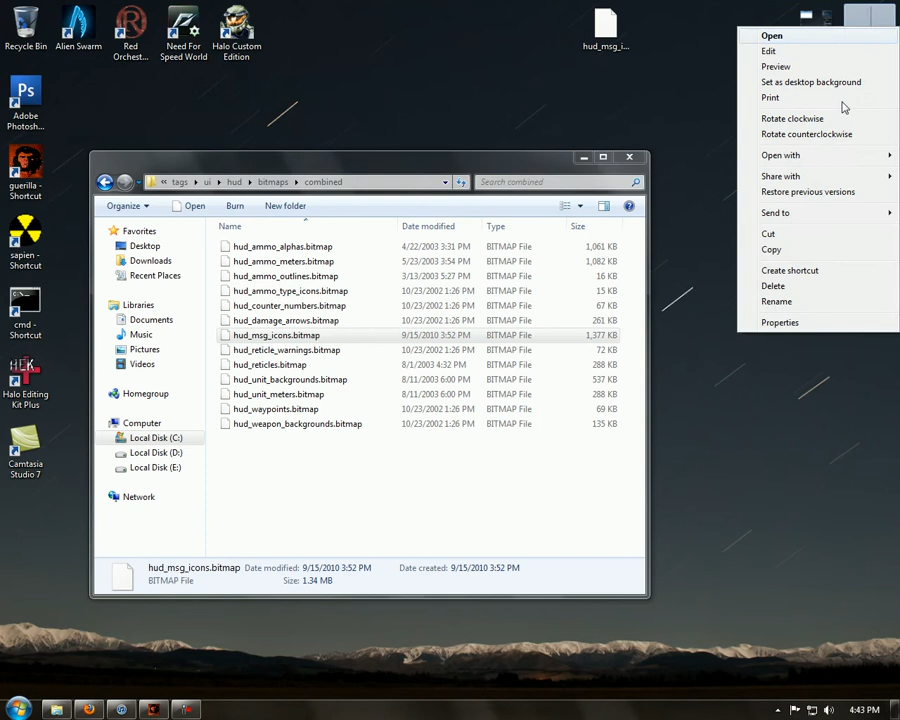 Recycle Bin
Alien Swarm
Red
Orchest...
Need For
Speed World
Halo Custom
Edition
hud_msg_i...
Ps
Adobe
Photosh...
guerilla -
Shortcut
sapien -
Shortcut
cmd -
Shortcut
HEK
Halo Editing
Kit Plus
Camtasia
Studio 7
Open
Edit
Preview
Set as desktop background
Print
Rotate clockwise
Rotate counterclockwise
Open with
Share with
Restore previous versions
Send to
Cut
Copy
Create shortcut
Delete
Rename
Properties
« tags ▸ ui ▸ hud ▸ bitmaps ▸ combined
Search combined
Organize ▾ Open Burn New folder
Name Date modified Type Size
hud_ammo_alphas.bitmap 4/22/2003 3:31 PM BITMAP File 1,061 KB
hud_ammo_meters.bitmap 5/23/2003 3:54 PM BITMAP File 1,082 KB
hud_ammo_outlines.bitmap 3/13/2003 5:27 PM BITMAP File 16 KB
hud_ammo_type_icons.bitmap 10/23/2002 1:26 PM BITMAP File 15 KB
hud_counter_numbers.bitmap 10/23/2002 1:26 PM BITMAP File 67 KB
hud_damage_arrows.bitmap 10/23/2002 1:26 PM BITMAP File 261 KB
hud_msg_icons.bitmap 9/15/2010 3:52 PM BITMAP File 1,377 KB
hud_reticle_warnings.bitmap 10/23/2002 1:26 PM BITMAP File 72 KB
hud_reticles.bitmap 8/1/2003 4:32 PM BITMAP File 288 KB
hud_unit_backgrounds.bitmap 8/11/2003 6:00 PM BITMAP File 537 KB
hud_unit_meters.bitmap 8/11/2003 6:00 PM BITMAP File 288 KB
hud_waypoints.bitmap 10/23/2002 1:26 PM BITMAP File 69 KB
hud_weapon_backgrounds.bitmap 10/23/2002 1:26 PM BITMAP File 135 KB
Favorites
Desktop
Downloads
Recent Places
Libraries
Documents
Music
Pictures
Videos
Homegroup
Computer
Local Disk (C:)
Local Disk (D:)
Local Disk (E:)
Network
hud_msg_icons.bitmap Date modified: 9/15/2010 3:52 PM Date created: 9/15/2010 3:52 PM
BITMAP File Size: 1.34 MB
4:43 PM